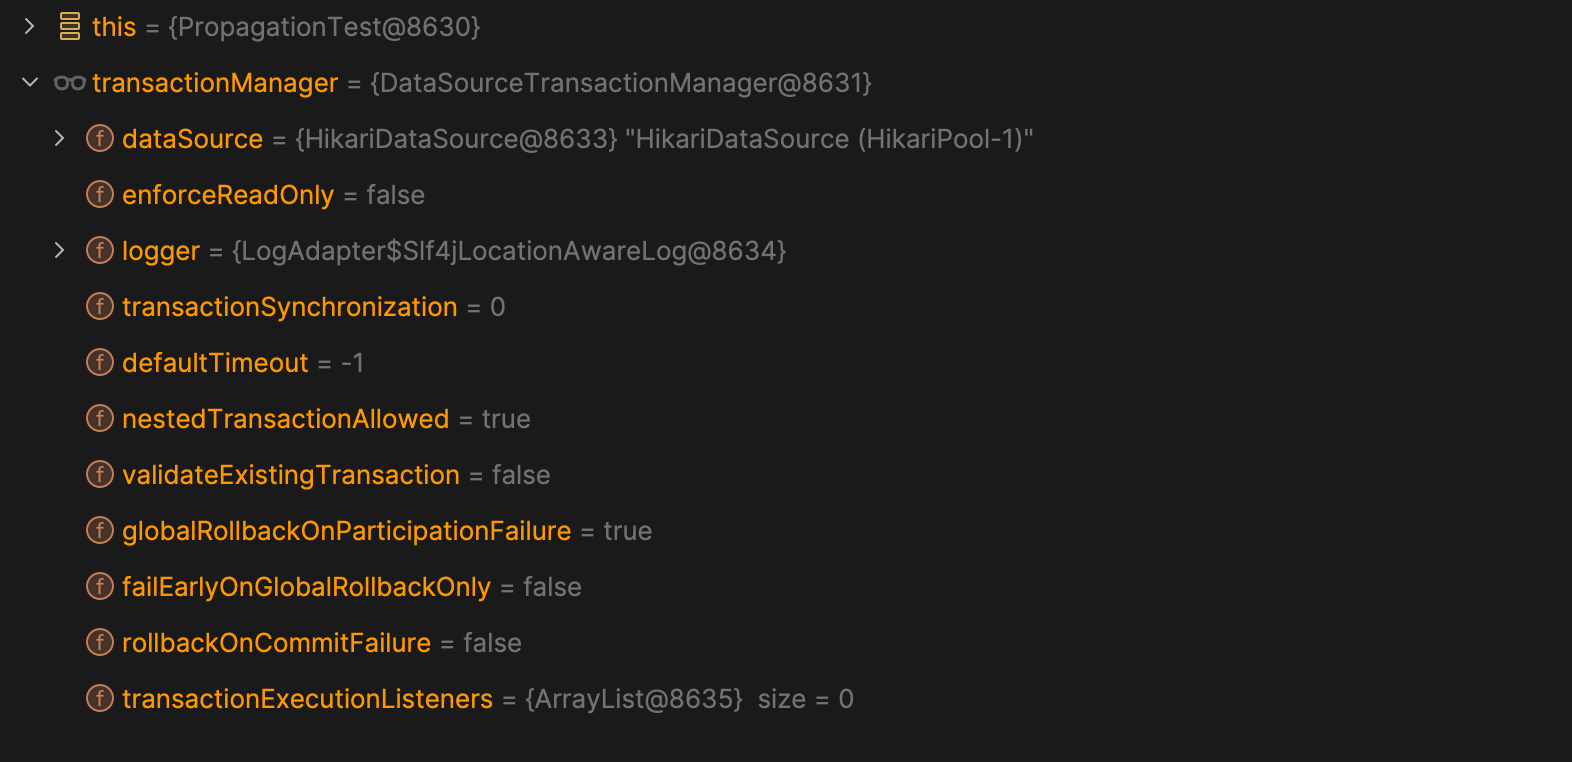 this = {PropagationTest@8630}
transactionManager = {DataSourceTransactionManager@8631}
f dataSource = {HikariDataSource@8633} "HikariDataSource (HikariPool-1)"
f enforceReadOnly = false
f logger = {LogAdapter$Slf4jLocationAwareLog@8634}
f transactionSynchronization = 0
f defaultTimeout = -1
f nestedTransactionAllowed = true
f validateExistingTransaction = false
f globalRollbackOnParticipationFailure = true
f failEarlyOnGlobalRollbackOnly = false
f rollbackOnCommitFailure = false
f transactionExecutionListeners = {ArrayList@8635} size = 0